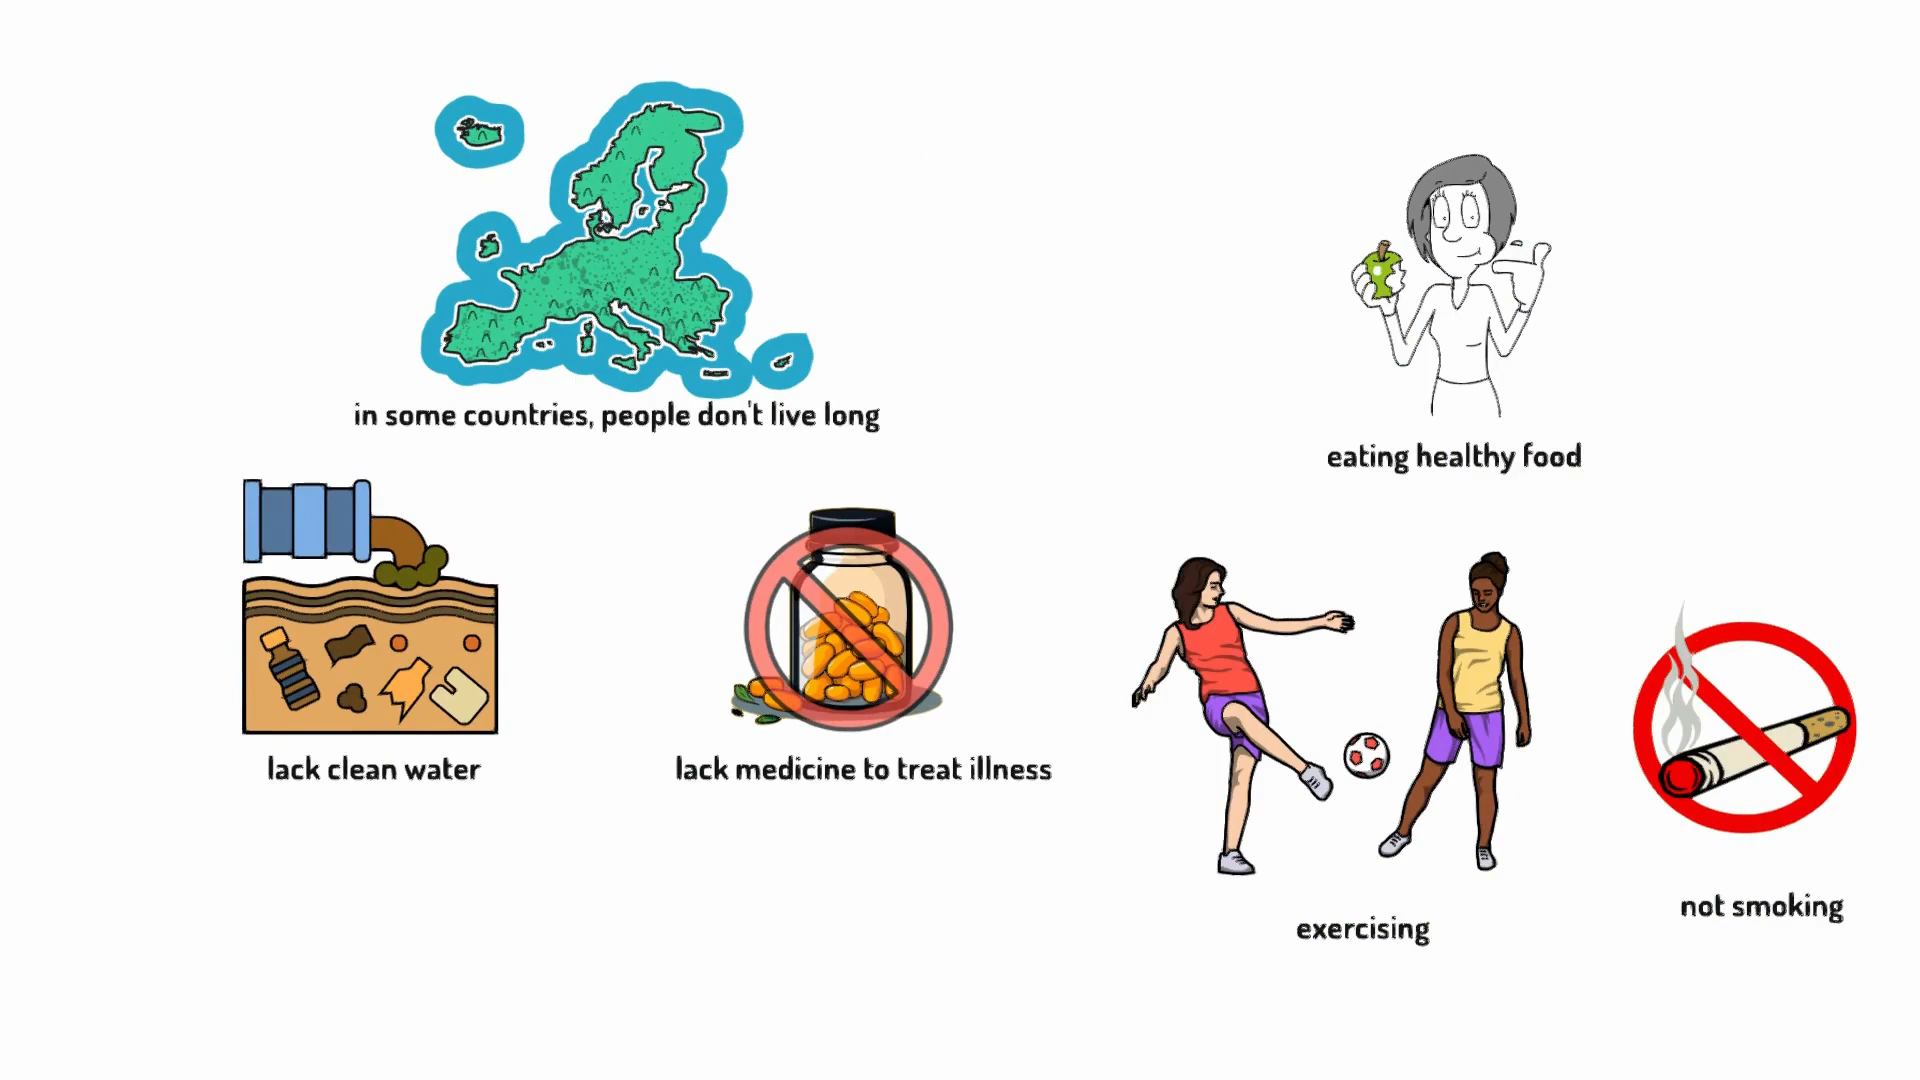 in some countries, people don't live long
lack clean water
lack medicine to treat illness
eating healthy food
exercising
not smoking